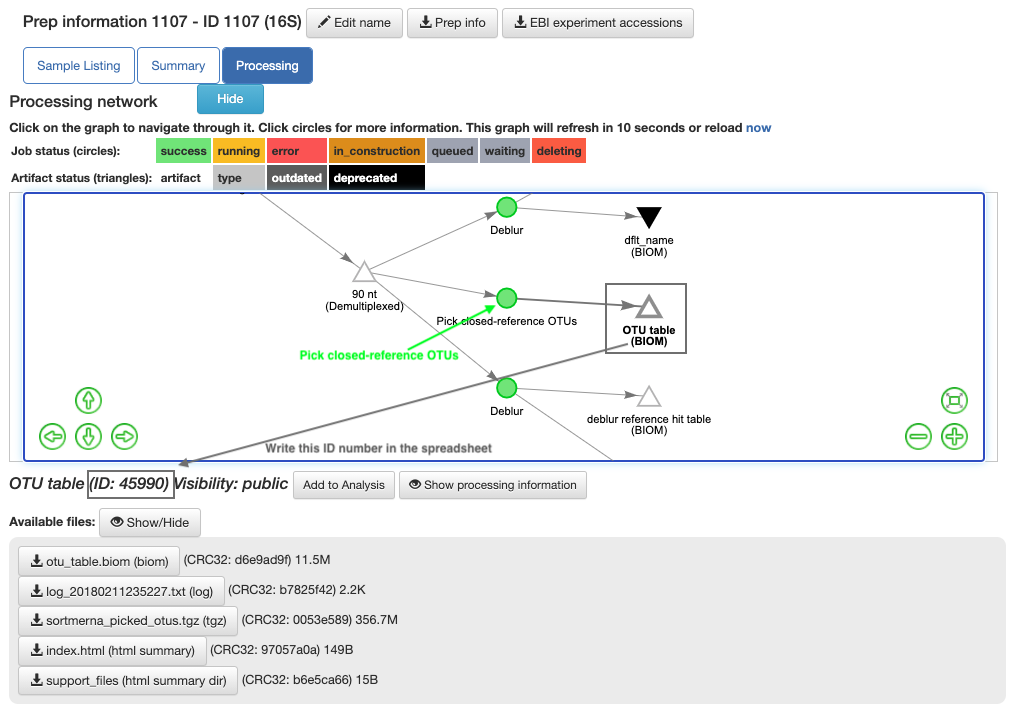 Prep information 1107 - ID 1107 (16S) Edit name Prep info EBI experiment accessions
Sample Listing Summary Processing
Processing network Hide
Click on the graph to navigate through it. Click circles for more information. This graph will refresh in 10 seconds or reload now
Job status (circles): success running error in_construction queued waiting deleting
Artifact status (triangles): artifact type outdated deprecated
Deblur
dflt_name
(BIOM)
90 nt
(Demultiplexed)
Pick closed-reference OTUs
OTU table
(BIOM)
Pick closed-reference OTUs
Deblur
deblur reference hit table
(BIOM)
Write this ID number in the spreadsheet
OTU table (ID: 45990) Visibility: public Add to Analysis Show processing information
Available files: Show/Hide
otu_table.biom (biom) (CRC32: d6e9ad9f) 11.5M
log_20180211235227.txt (log) (CRC32: b7825f42) 2.2K
sortmerna_picked_otus.tgz (tgz) (CRC32: 0053e589) 356.7M
index.html (html summary) (CRC32: 97057a0a) 149B
support_files (html summary dir) (CRC32: b6e5ca66) 15B